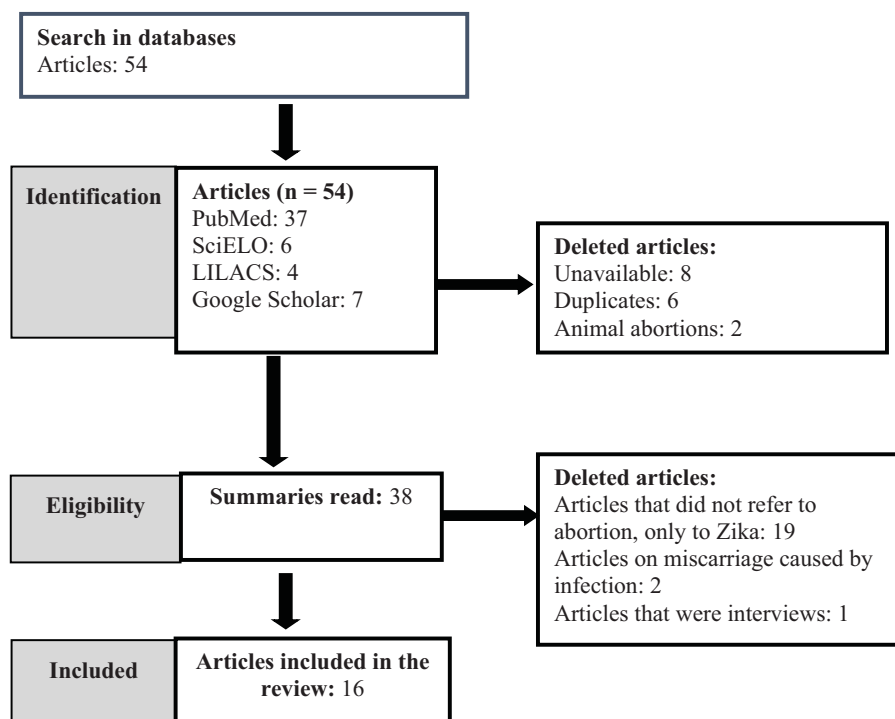 Search in databases
Articles: 54
Identification
Articles (n = 54)
PubMed: 37
SciELO: 6
LILACS: 4
Google Scholar: 7
Deleted articles:
Unavailable: 8
Duplicates: 6
Animal abortions: 2
Eligibility
Summaries read: 38
Deleted articles:
Articles that did not refer to
abortion, only to Zika: 19
Articles on miscarriage caused by
infection: 2
Articles that were interviews: 1
Included
Articles included in the
review: 16